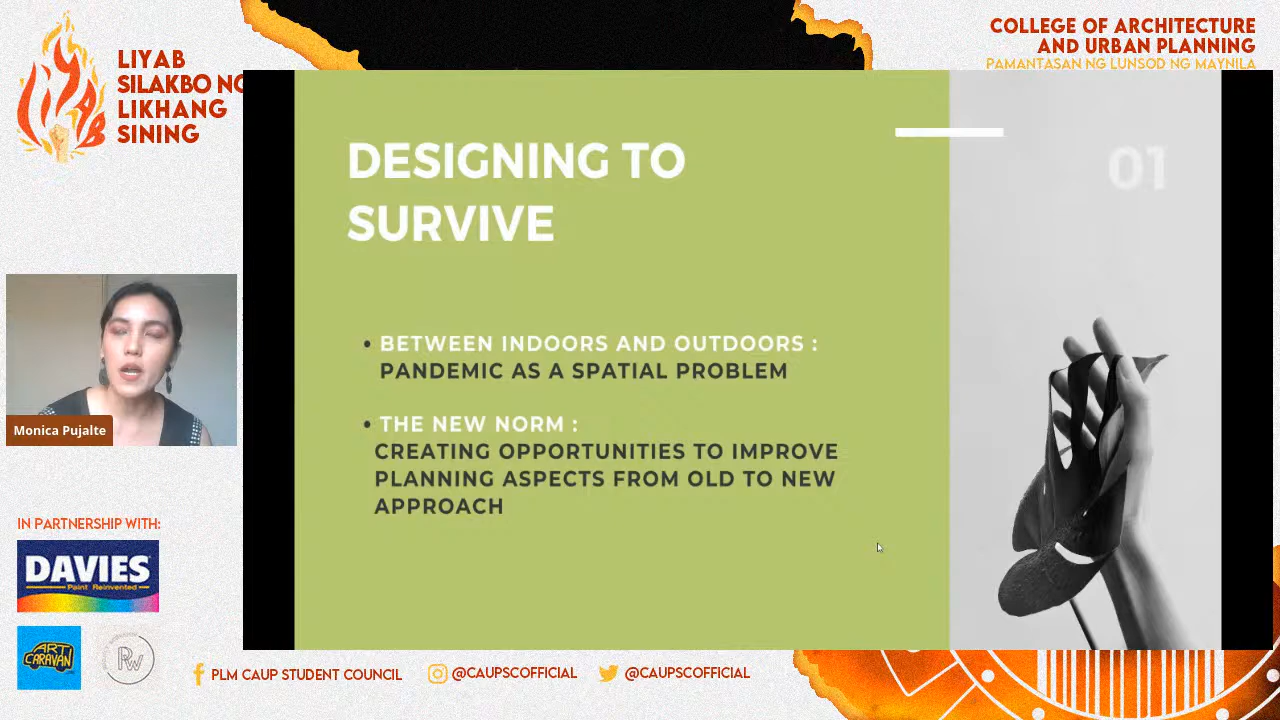 LIYAB
SILAKBO NG
LIKHANG
SINING
COLLEGE OF ARCHITECTURE
AND URBAN PLANNING
PAMANTASAN NG LUNSOD NG MAYNILA
DESIGNING TO
SURVIVE
01
• BETWEEN INDOORS AND OUTDOORS :
PANDEMIC AS A SPATIAL PROBLEM
• THE NEW NORM :
CREATING OPPORTUNITIES TO IMPROVE
PLANNING ASPECTS FROM OLD TO NEW
APPROACH
Monica Pujalte
IN PARTNERSHIP WITH:
DAVIES
Paint Reinvented
ART
CARAVAN
PW
PLM CAUP STUDENT COUNCIL
@CAUPSCOFFICIAL
@CAUPSCOFFICIAL